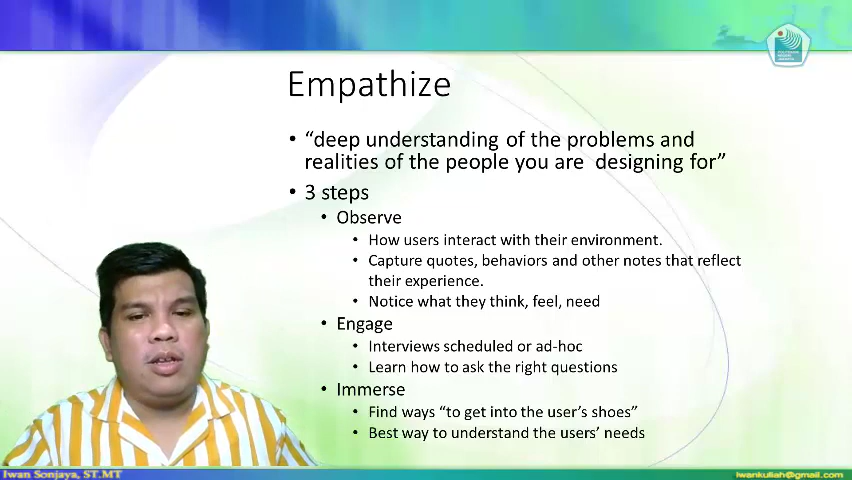 Empathize
• “deep understanding of the problems and
realities of the people you are designing for”
• 3 steps
• Observe
• How users interact with their environment.
• Capture quotes, behaviors and other notes that reflect
their experience.
• Notice what they think, feel, need
• Engage
• Interviews scheduled or ad-hoc
• Learn how to ask the right questions
• Immerse
• Find ways “to get into the user’s shoes”
• Best way to understand the users’ needs
Iwan Sonjaya, ST.MT
iwankuliah@gmail.com